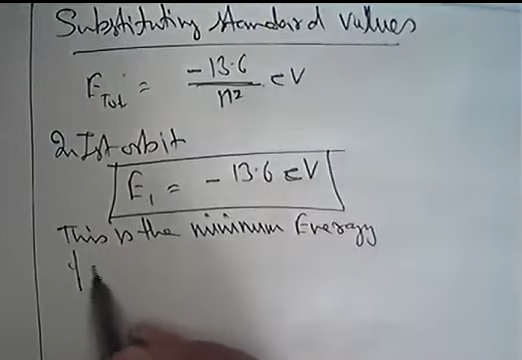 Substituting standard values
E_Tot = -13.6/n² eV
In Ist orbit
E₁ = - 13.6 eV
This is the minimum Energy